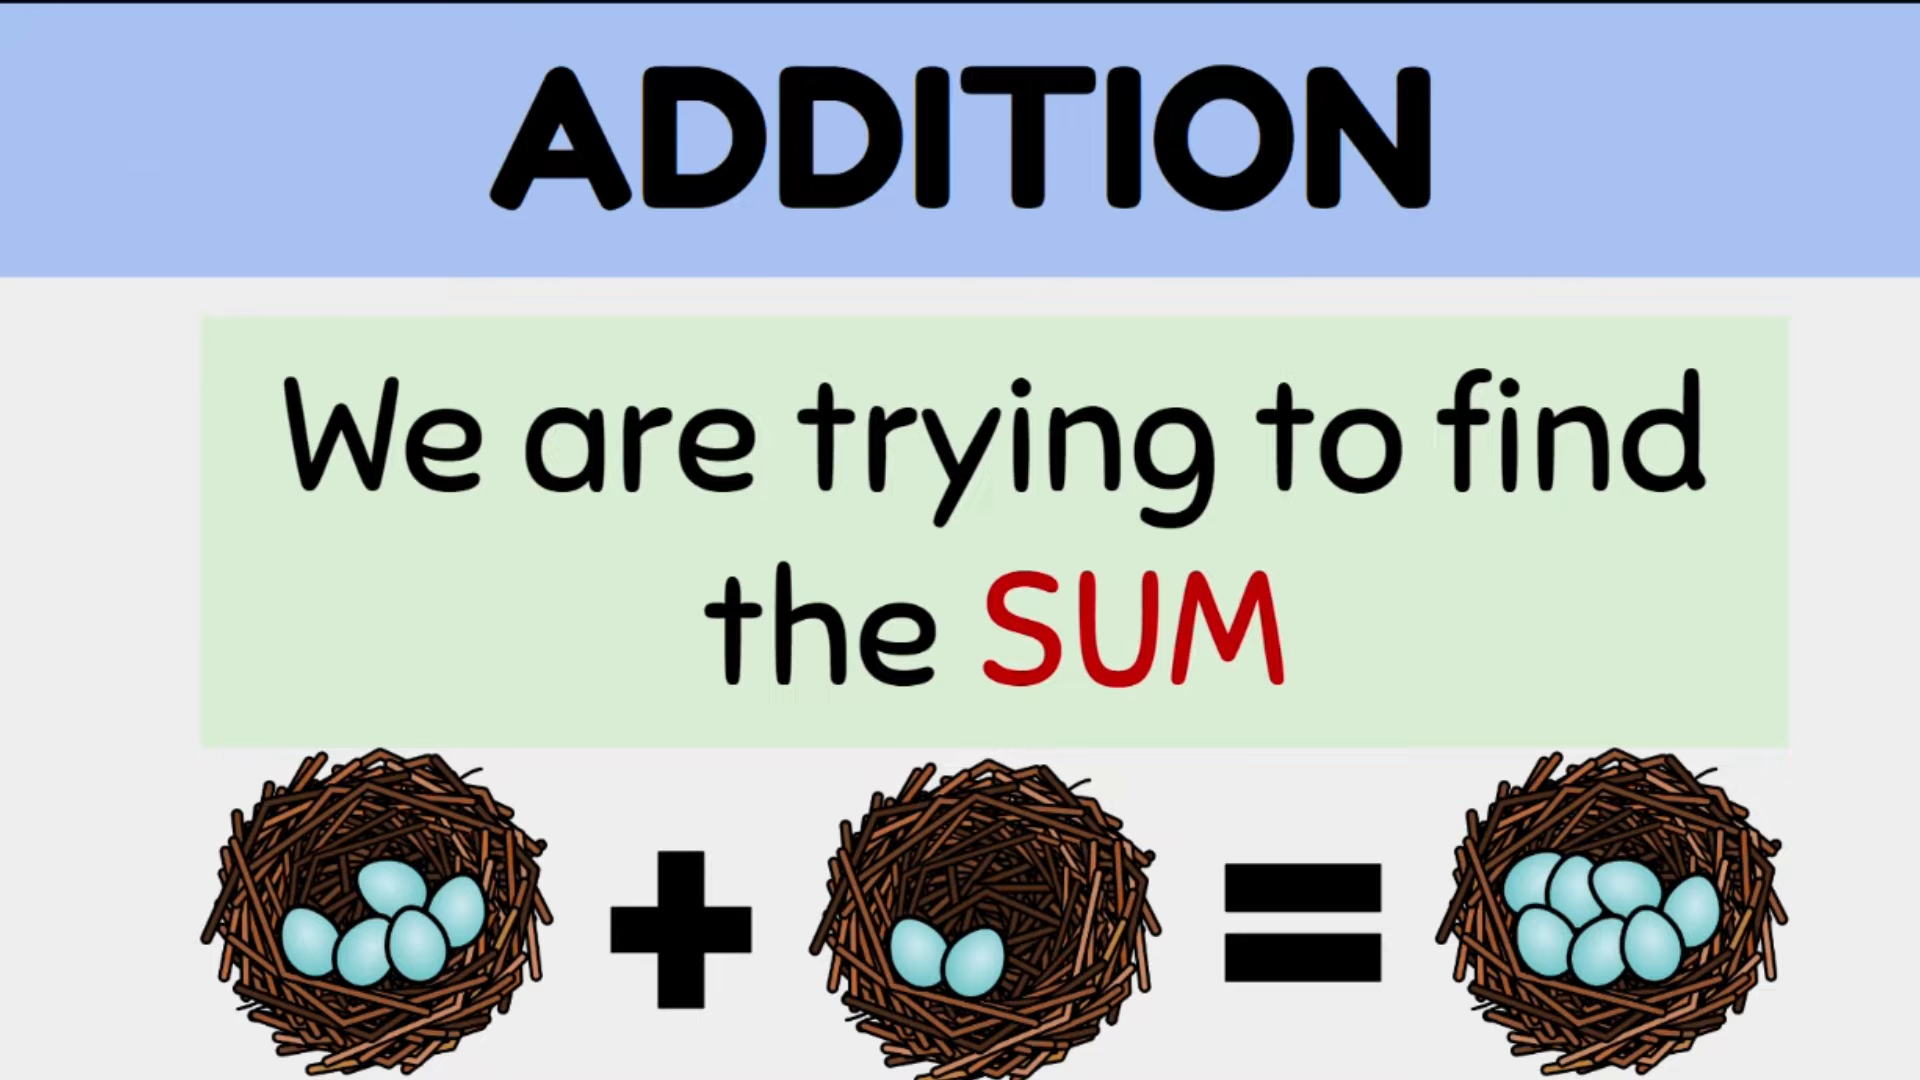 ADDITION
We are trying to find
the SUM
+ =